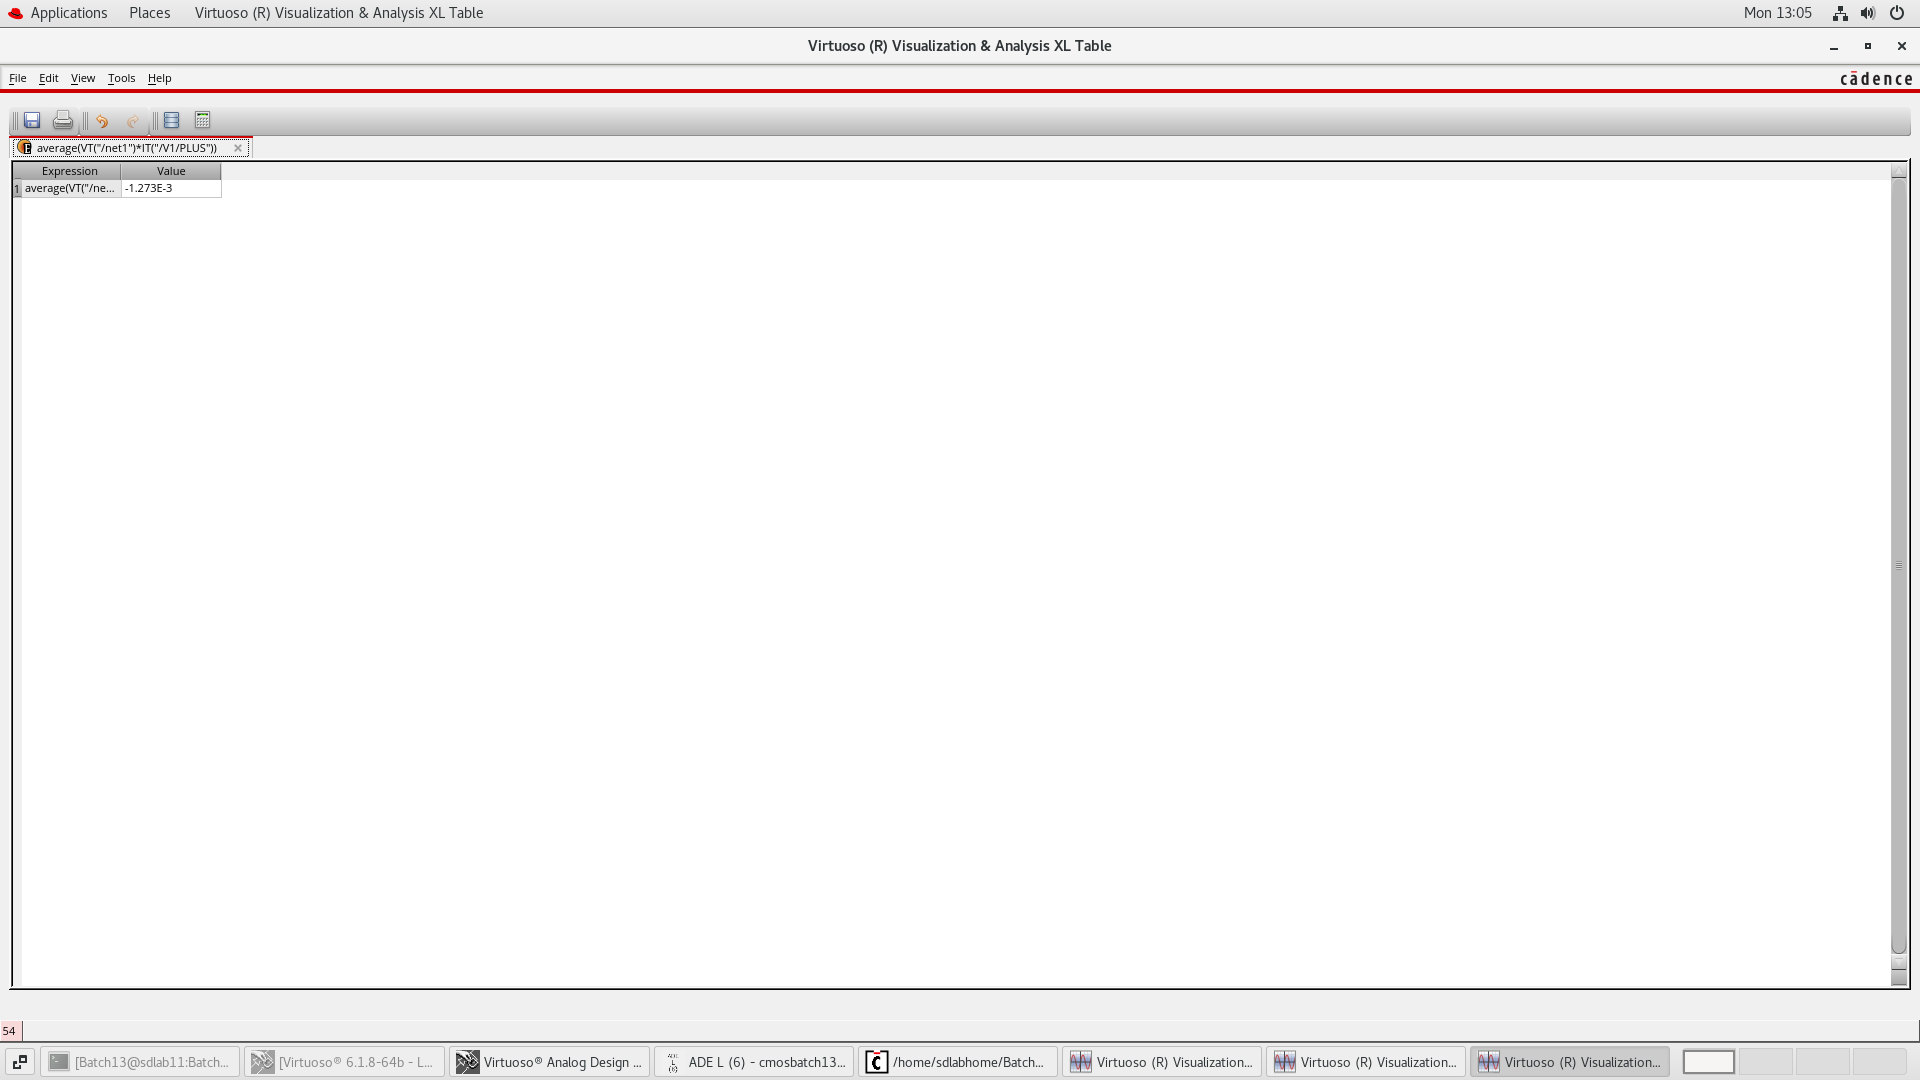 Applications Places Virtuoso (R) Visualization & Analysis XL Table Mon 13:05
Virtuoso (R) Visualization & Analysis XL Table
File Edit View Tools Help cādence
average(VT("/net1")*IT("/V1/PLUS"))
Expression Value
1 average(VT("/ne... -1.273E-3
54
[Batch13@sdlab11:Batch... [Virtuoso® 6.1.8-64b - L... Virtuoso® Analog Design ... ADE L (6) - cmosbatch13... /home/sdlabhome/Batch... Virtuoso (R) Visualization... Virtuoso (R) Visualization... Virtuoso (R) Visualization...